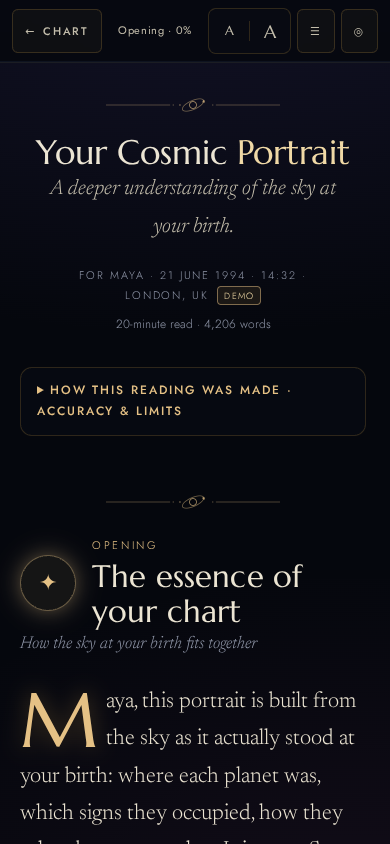 ← CHART
Opening · 0%
A A
☰
◎
Your Cosmic Portrait
A deeper understanding of the sky at
your birth.
FOR MAYA · 21 JUNE 1994 · 14:32 ·
LONDON, UK DEMO
20-minute read · 4,206 words
▶ HOW THIS READING WAS MADE ·
ACCURACY & LIMITS
OPENING
The essence of
your chart
How the sky at your birth fits together
Maya, this portrait is built from
the sky as it actually stood at
your birth: where each planet was,
which signs they occupied, how they